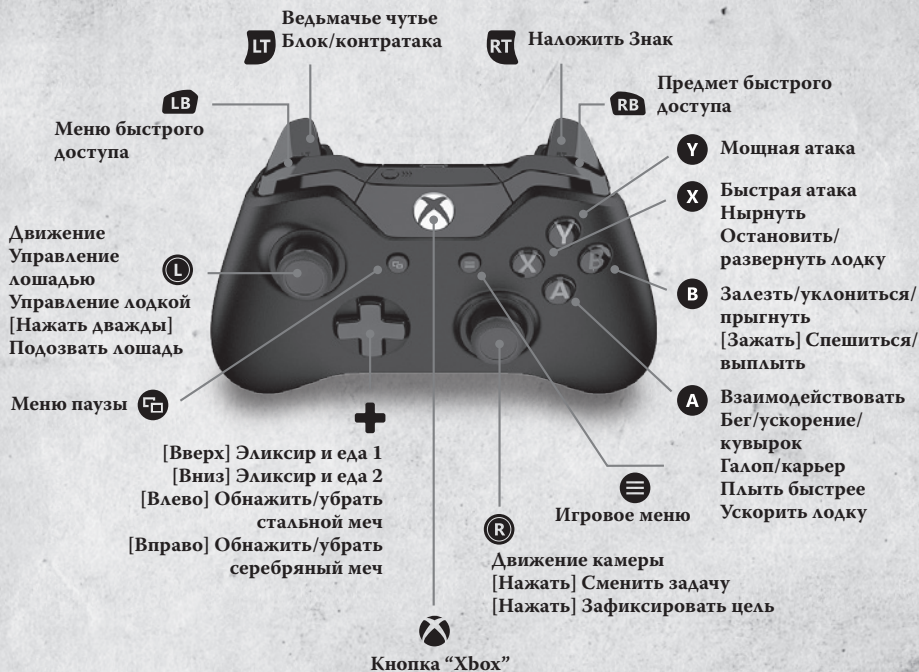 Ведьмачье чутье
LT Блок/контратака
RT Наложить Знак
LB
Меню быстрого
доступа
Предмет быстрого
RB доступа
Y Мощная атака
X Быстрая атака
Нырнуть
Остановить/
развернуть лодку
B Залезть/уклониться/
прыгнуть
[Зажать] Спешиться/
выплыть
A Взаимодействовать
Бег/ускорение/
кувырок
Галоп/карьер
Плыть быстрее
Ускорить лодку
Движение
Управление
лошадью L
Управление лодкой
[Нажать дважды]
Подозвать лошадь
Меню паузы
Y
X
B
A
[Вверх] Эликсир и еда 1
[Вниз] Эликсир и еда 2
[Влево] Обнажить/убрать
стальной меч
[Вправо] Обнажить/убрать
серебряный меч
Игровое меню
R
Движение камеры
[Нажать] Сменить задачу
[Нажать] Зафиксировать цель
Кнопка “Xbox”